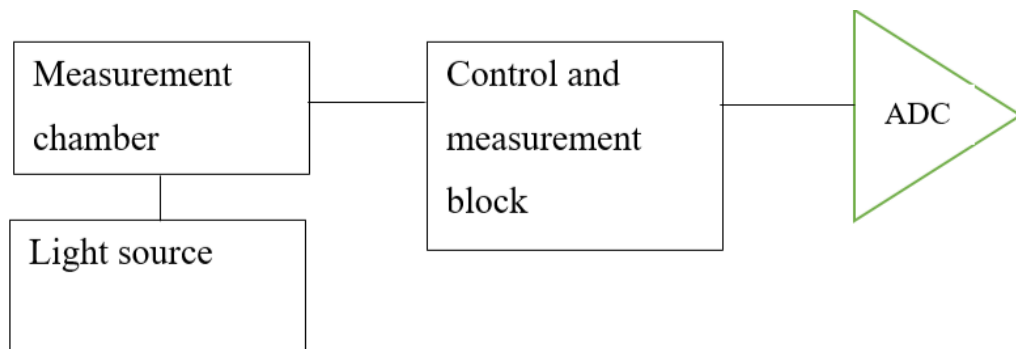 Measurement
chamber
Light source
Control and
measurement
block
ADC